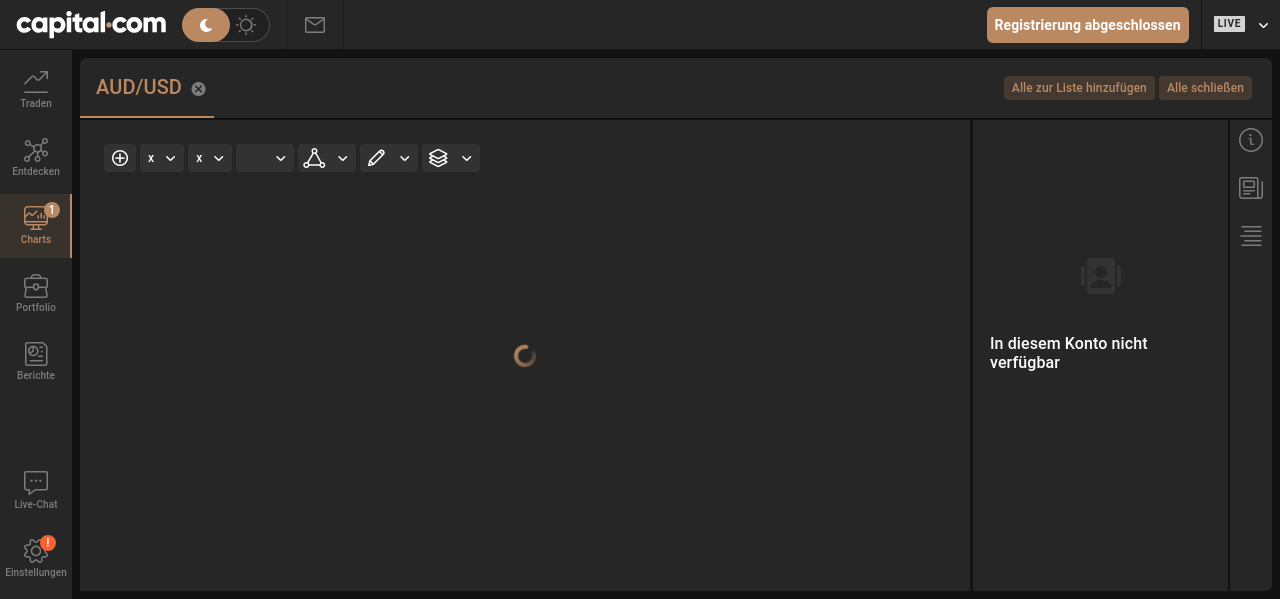 capital.com
Registrierung abgeschlossen
LIVE
Traden
Entdecken
1
Charts
Portfolio
Berichte
Live-Chat
!
Einstellungen
AUD/USD
Alle zur Liste hinzufügen
Alle schließen
x
x
In diesem Konto nicht
verfügbar